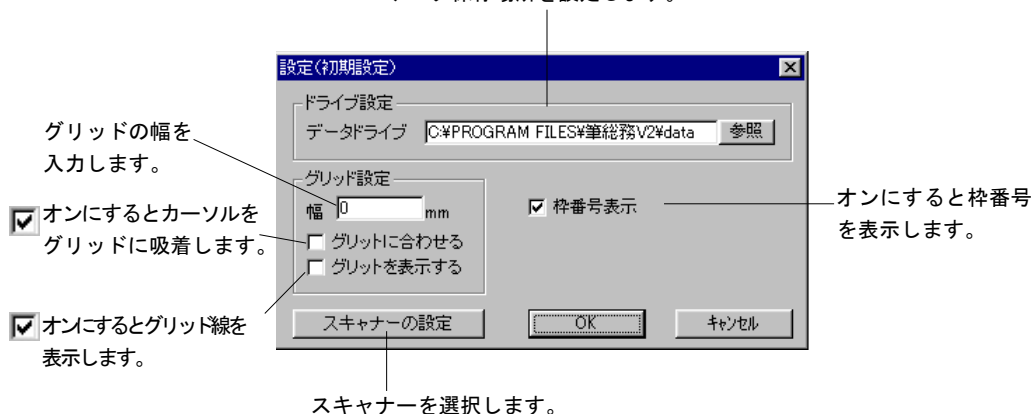 設定(初期設定)
ドライブ設定
データドライブ C:¥PROGRAM FILES¥筆総務V2¥data 参照
グリッドの幅を
入力します。
グリッド設定
幅 0 mm
枠番号表示
オンにすると枠番号
を表示します。
オンにするとカーソルを
グリッドに吸着します。
グリットに合わせる
グリットを表示する
オンにするとグリッド線を
表示します。
スキャナーの設定 OK キャンセル
スキャナーを選択します。